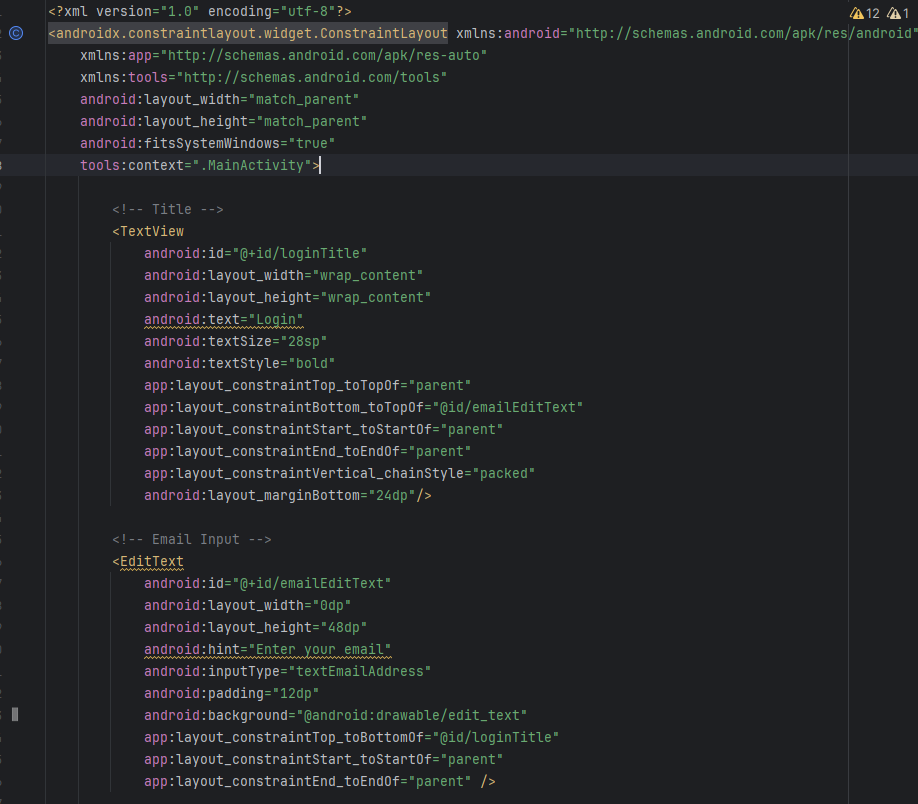 <?xml version="1.0" encoding="utf-8"?>
12 1
<androidx.constraintlayout.widget.ConstraintLayout xmlns:android="http://schemas.android.com/apk/res/android"
xmlns:app="http://schemas.android.com/apk/res-auto"
xmlns:tools="http://schemas.android.com/tools"
android:layout_width="match_parent"
android:layout_height="match_parent"
android:fitsSystemWindows="true"
tools:context=".MainActivity">
<!-- Title -->
<TextView
android:id="@+id/loginTitle"
android:layout_width="wrap_content"
android:layout_height="wrap_content"
android:text="Login"
android:textSize="28sp"
android:textStyle="bold"
app:layout_constraintTop_toTopOf="parent"
app:layout_constraintBottom_toTopOf="@id/emailEditText"
app:layout_constraintStart_toStartOf="parent"
app:layout_constraintEnd_toEndOf="parent"
app:layout_constraintVertical_chainStyle="packed"
android:layout_marginBottom="24dp"/>
<!-- Email Input -->
<EditText
android:id="@+id/emailEditText"
android:layout_width="0dp"
android:layout_height="48dp"
android:hint="Enter your email"
android:inputType="textEmailAddress"
android:padding="12dp"
android:background="@android:drawable/edit_text"
app:layout_constraintTop_toBottomOf="@id/loginTitle"
app:layout_constraintStart_toStartOf="parent"
app:layout_constraintEnd_toEndOf="parent" />